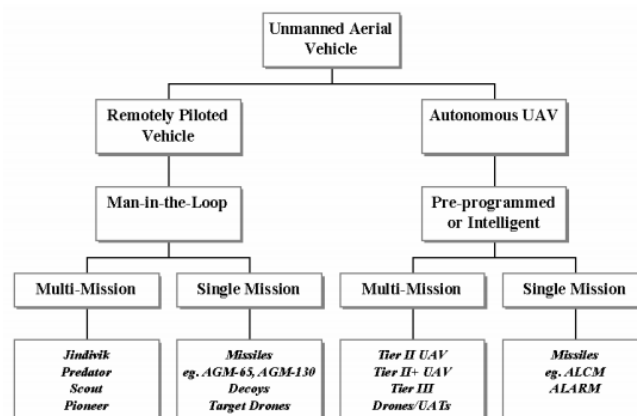 Unmanned Aerial
Vehicle
Remotely Piloted
Vehicle
Autonomous UAV
Man-in-the-Loop
Pre-programmed
or Intelligent
Multi-Mission
Single Mission
Multi-Mission
Single Mission
Jindivik
Predator
Scout
Pioneer
Missiles
eg. AGM-65, AGM-130
Decoys
Target Drones
Tier II UAV
Tier II+ UAV
Tier III
Drones/UATs
Missiles
eg. ALCM
ALARM